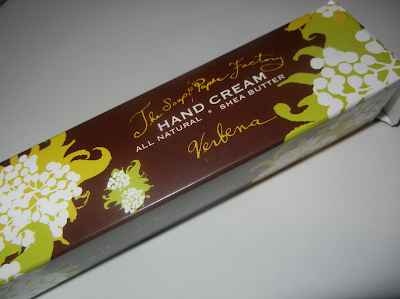 The Soap & Paper Factory
HAND CREAM
ALL NATURAL • SHEA BUTTER
Verbena